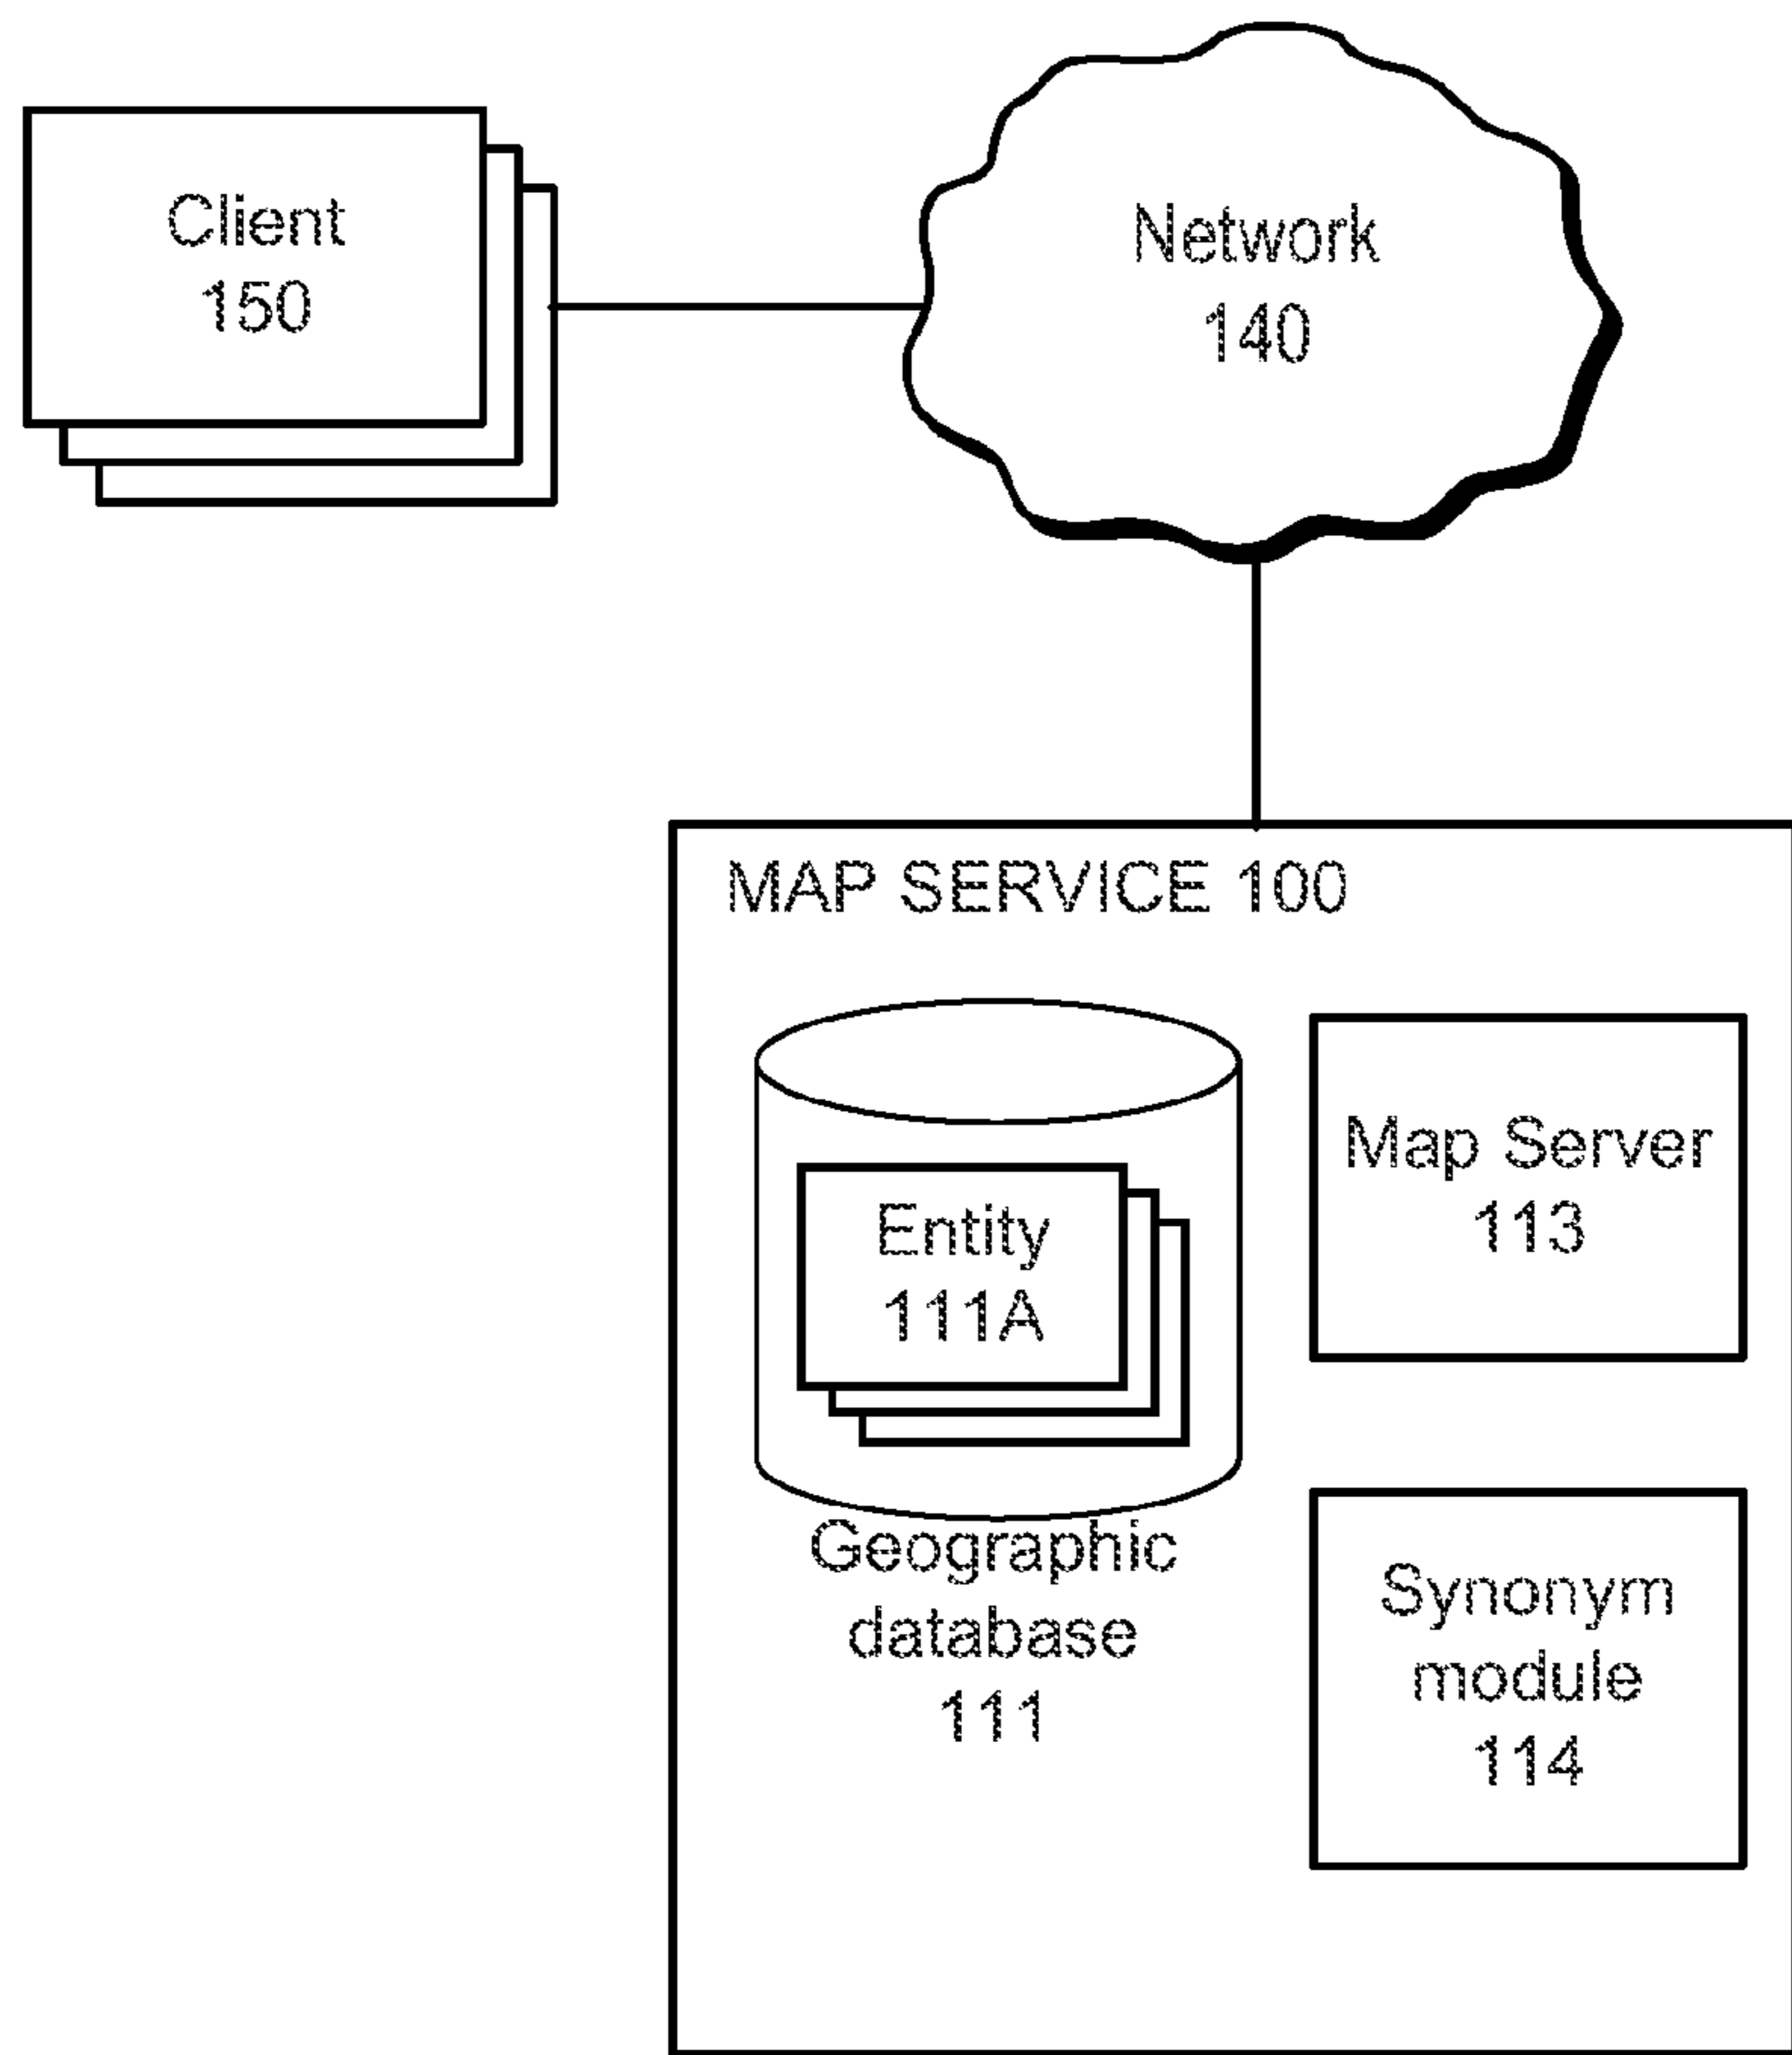 Client
150
Network
140
MAP SERVICE 100
Entity
111A
Geographic
database
111
Map Server
113
Synonym
module
114